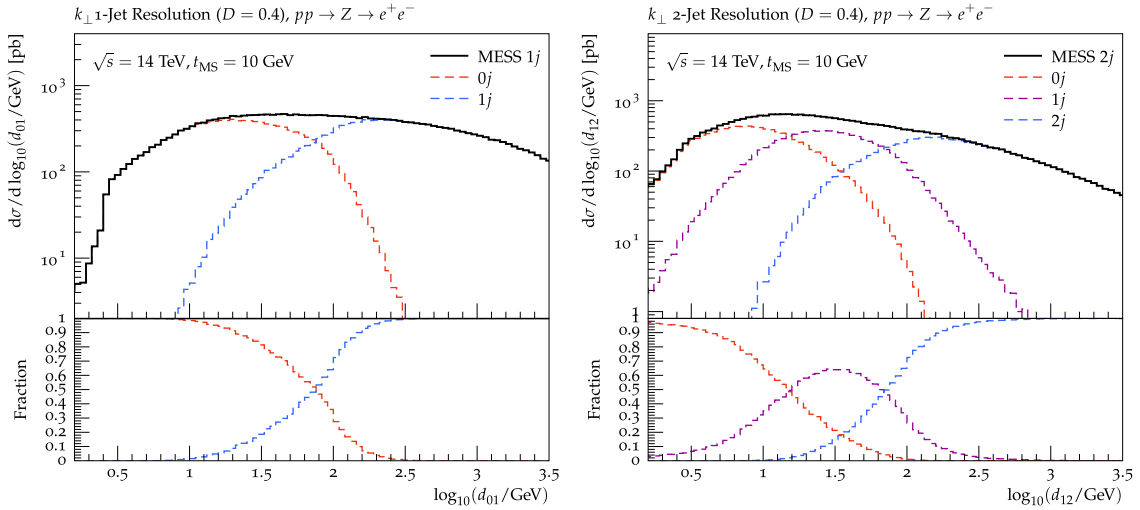 k⊥1-Jet Resolution (D = 0.4), pp → Z → e⁺e⁻
√s = 14 TeV, t_MS = 10 GeV
MESS 1j
0j
1j
dσ/d log₁₀(d₀₁/GeV) [pb]
10³
10²
10¹
Fraction
1
0.9
0.8
0.7
0.6
0.5
0.4
0.3
0.2
0.1
0
0.5 1 1.5 2 2.5 3 3.5
log₁₀(d₀₁/GeV)
k⊥ 2-Jet Resolution (D = 0.4), pp → Z → e⁺e⁻
√s = 14 TeV, t_MS = 10 GeV
MESS 2j
0j
1j
2j
dσ/d log₁₀(d₁₂/GeV) [pb]
10³
10²
10¹
1
Fraction
1
0.9
0.8
0.7
0.6
0.5
0.4
0.3
0.2
0.1
0
0.5 1 1.5 2 2.5 3 3.5
log₁₀(d₁₂/GeV)